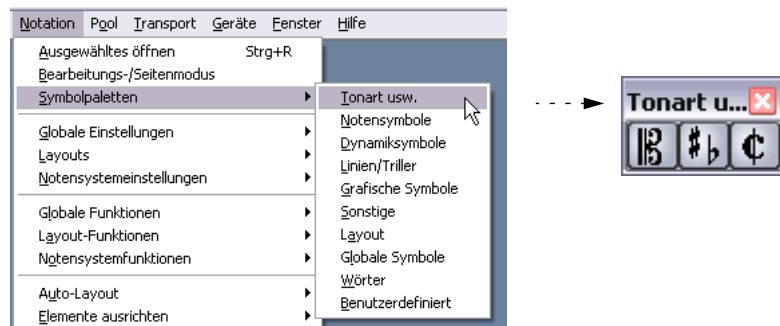 Notation Pool Transport Geräte Fenster Hilfe
Ausgewähltes öffnen Strg+R
Bearbeitungs-/Seitenmodus
Symbolpaletten
Globale Einstellungen
Layouts
Notensystemeinstellungen
Globale Funktionen
Layout-Funktionen
Notensystemfunktionen
Auto-Layout
Elemente ausrichten
Tonart usw.
Notensymbole
Dynamiksymbole
Linien/Triller
Grafische Symbole
Sonstige
Layout
Globale Symbole
Wörter
Benutzerdefiniert
Tonart u...